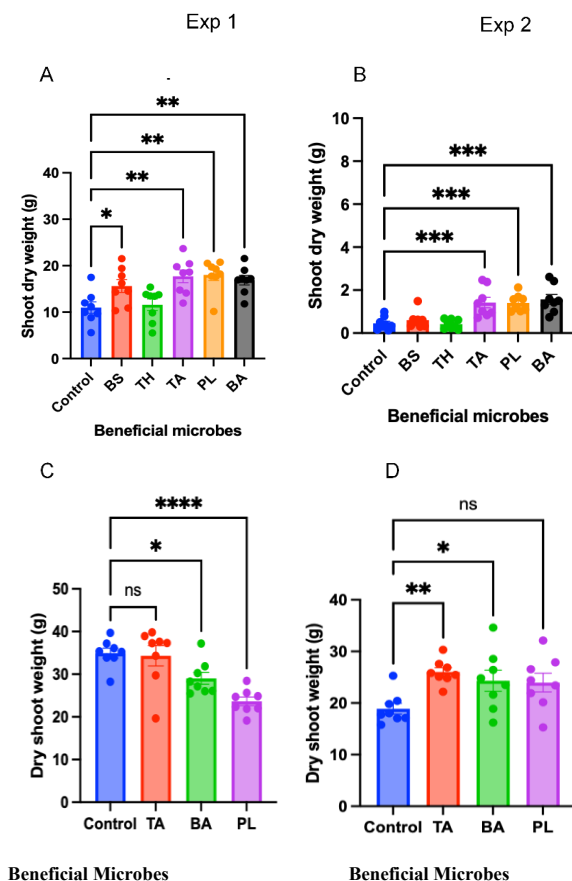 Exp 1
Exp 2
A
B
**
**
**
*
40
30
20
10
0
Shoot dry weight (g)
Control
BS
TH
TA
PL
BA
Beneficial microbes
***
***
***
10
8
6
4
2
0
Shoot dry weight (g)
Control
BS
TH
TA
PL
BA
Beneficial microbes
C
D
****
*
ns
50
40
30
20
10
0
Dry shoot weight (g)
Control TA BA PL
Beneficial Microbes
ns
*
**
40
30
20
10
0
Dry shoot weight (g)
Control TA BA PL
Beneficial Microbes